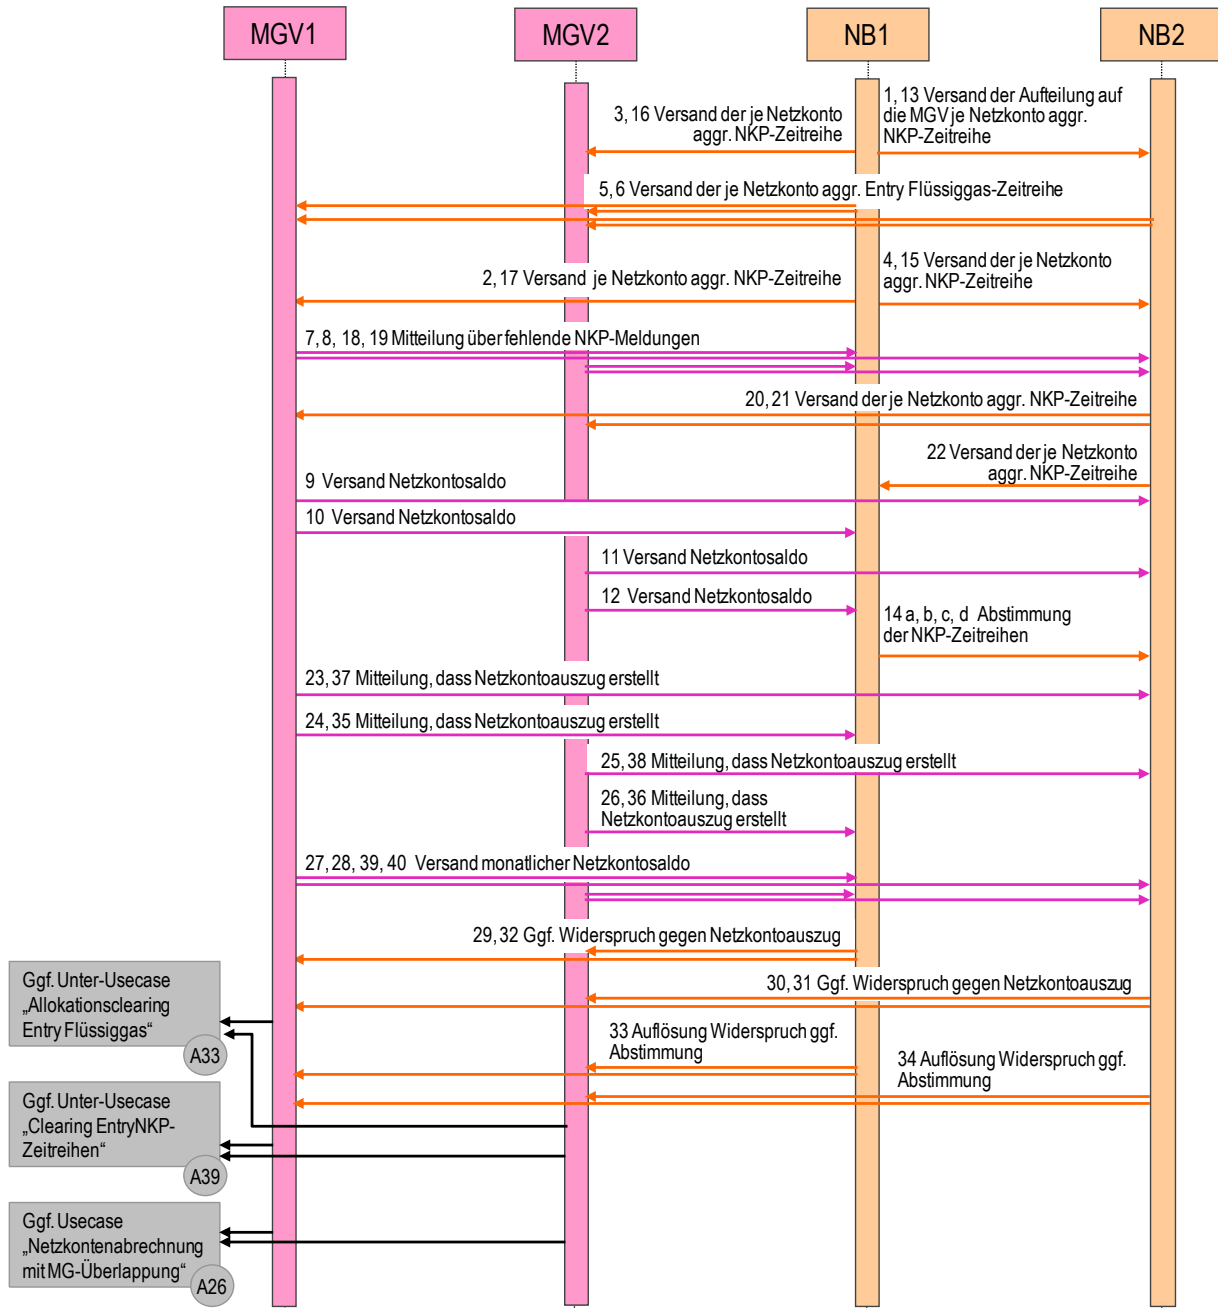 MGV1
MGV2
NB1
NB2
1, 13 Versand der Aufteilung auf
die MGV je Netzkonto aggr.
NKP-Zeitreihe
3, 16 Versand der je Netzkonto
aggr. NKP-Zeitreihe
5, 6 Versand der je Netzkonto aggr. Entry Flüssiggas-Zeitreihe
4, 15 Versand der je Netzkonto
aggr. NKP-Zeitreihe
2, 17 Versand je Netzkonto aggr. NKP-Zeitreihe
7, 8, 18, 19 Mitteilung über fehlende NKP-Meldungen
20, 21 Versand der je Netzkonto aggr. NKP-Zeitreihe
22 Versand der je Netzkonto
aggr. NKP-Zeitreihe
9 Versand Netzkontosaldo
10 Versand Netzkontosaldo
11 Versand Netzkontosaldo
12 Versand Netzkontosaldo
14 a, b, c, d Abstimmung
der NKP-Zeitreihen
23, 37 Mitteilung, dass Netzkontoauszug erstellt
24, 35 Mitteilung, dass Netzkontoauszug erstellt
25, 38 Mitteilung, dass Netzkontoauszug erstellt
26, 36 Mitteilung, dass
Netzkontoauszug erstellt
27, 28, 39, 40 Versand monatlicher Netzkontosaldo
29, 32 Ggf. Widerspruch gegen Netzkontoauszug
30, 31 Ggf. Widerspruch gegen Netzkontoauszug
Ggf. Unter-Usecase
„Allokationsclearing
Entry Flüssiggas“
A33
33 Auflösung Widerspruch ggf.
Abstimmung
34 Auflösung Widerspruch ggf.
Abstimmung
Ggf. Unter-Usecase
„Clearing EntryNKP-
Zeitreihen“
A39
Ggf. Usecase
„Netzkontenabrechnung
mit MG-Überlappung“
A26